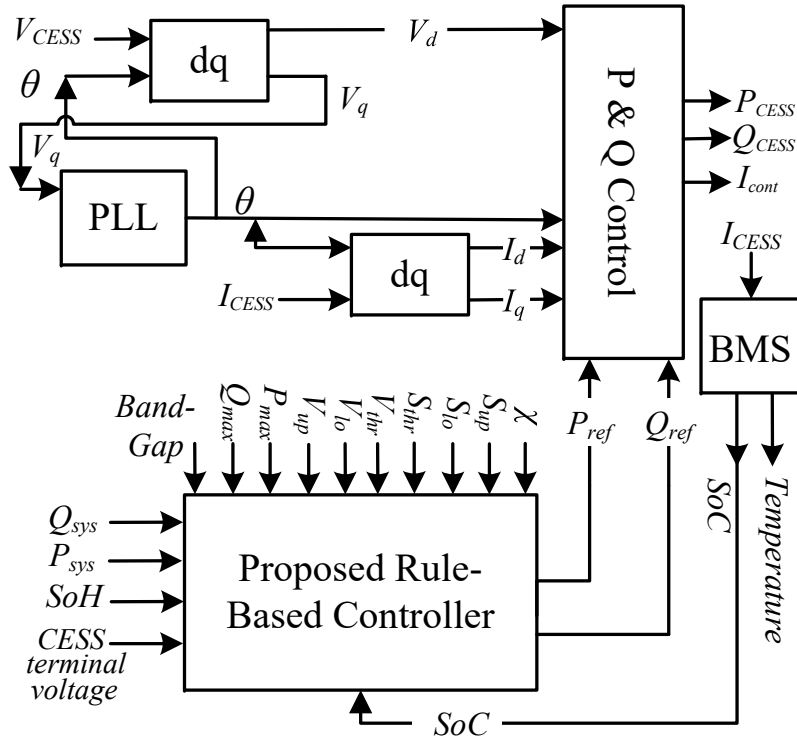 V_CESS
V_d
dq
θ
V_q
V_q
PLL
θ
I_d
dq
I_CESS
I_q
P & Q Control
P_CESS
Q_CESS
I_cont
I_CESS
BMS
Band-
Gap
Q_max
P_max
V_up
V_lo
V_thr
S_thr
S_lo
S_up
χ
P_ref
Q_ref
SoC
Temperature
Q_sys
P_sys
SoH
CESS
terminal
voltage
Proposed Rule-
Based Controller
SoC